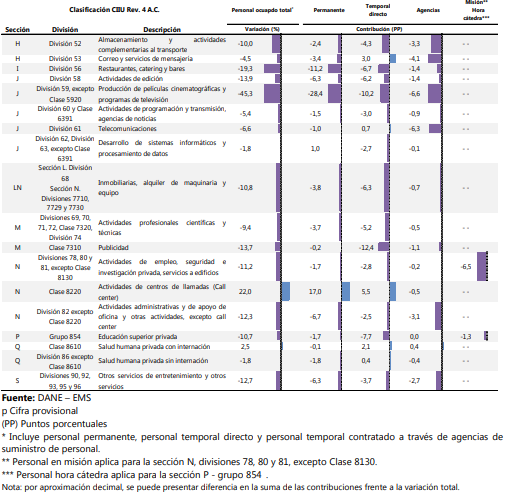 Clasificación CIIU Rev. 4 A.C. Personal ocupado total* Permanente Temporal directo Agencias Misión** Hora cátedra***
Sección División Descripción Variación (%) Contribución (PP)
H División 52 Almacenamiento y actividades complementarias al transporte -10,0 -2,4 -4,3 -3,3 - -
H División 53 Correo y servicios de mensajería -4,5 -3,4 3,0 -4,1 - -
I División 56 Restaurantes, catering y bares -19,3 -11,2 -6,7 -1,4 - -
J Divsión 58 Actividades de edición -13,9 -6,3 -6,2 -1,4 - -
J División 59, excepto Clase 5920 Producción de películas cinematográficas y programas de televisión -45,3 -28,4 -10,2 -6,6 - -
J División 60 y Clase 6391 Actividades de programación y transmisión, agencias de noticias -5,4 -1,5 -3,0 -0,9 - -
J División 61 Telecomunicaciones -6,6 -1,0 0,7 -6,3 - -
J División 62, División 63, excepto Clase 6391 Desarrollo de sistemas informáticos y procesamiento de datos -1,8 1,0 -2,7 -0,1 - -
LN Sección L. División 68 Sección N. Divisiones 7710, 7729 y 7730 Inmobiliarias, alquiler de maquinaria y equipo -10,8 -3,8 -6,3 -0,7 - -
M Divisiones 69, 70, 71, 72, Clase 7320, División 74 Actividades profesionales científicas y técnicas -9,4 -3,7 -5,2 -0,5 - -
M Clase 7310 Publicidad -13,7 -0,2 -12,4 -1,1 - -
N Divisiones 78, 80 y 81, excepto Clase 8130 Actividades de empleo, seguridad e investigación privada, servicios a edificios -11,2 -1,7 -2,8 -0,2 -6,5
N Clase 8220 Actividades de centros de llamadas (Call center) 22,0 17,0 5,5 -0,5 - -
N División 82 excepto Clase 8220 Actividades administrativas y de apoyo de oficina y otras actividades, excepto call center -12,3 -6,7 -2,5 -3,1 - -
P Grupo 854 Educación superior privada -10,7 -1,7 -7,7 0,0 -1,3
Q Clase 8610 Salud humana privada con internación 2,5 -0,1 2,1 0,4 - -
Q División 86 excepto Clase 8610 Salud humana privada sin internación -1,8 -1,8 0,4 -0,4 - -
S Divisiones 90, 92, 93, 95 y 96 Otros servicios de entretenimiento y otros servicios -12,7 -6,3 -3,7 -2,7 - -
Fuente: DANE – EMS
p Cifra provisional
(PP) Puntos porcentuales
* Incluye personal permanente, personal temporal directo y personal temporal contratado a través de agencias de
suministro de personal.
** Personal en misión aplica para la sección N, divisiones 78, 80 y 81, excepto Clase 8130.
*** Personal hora cátedra aplica para la sección P - grupo 854 .
Nota: por aproximación decimal, se puede presentar diferencia en la suma de las contribuciones frente a la variación total.